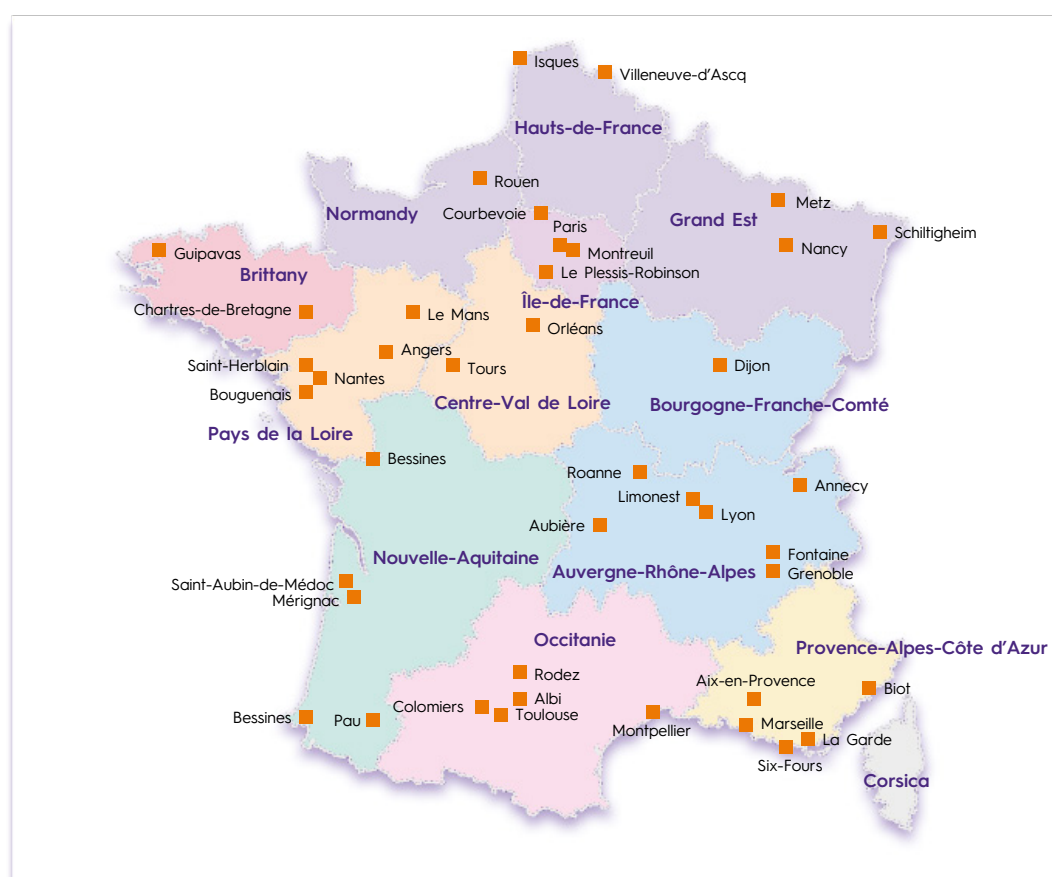 Isques
Villeneuve-d'Ascq
Hauts-de-France
Rouen
Normandy
Courbevoie
Metz
Grand Est
Paris
Schiltigheim
Guipavas
Montreuil
Nancy
Brittany
Le Plessis-Robinson
Île-de-France
Chartres-de-Bretagne
Le Mans
Orléans
Angers
Saint-Herblain
Tours
Dijon
Nantes
Bouguenais
Centre-Val de Loire
Bourgogne-Franche-Comté
Pays de la Loire
Bessines
Roanne
Annecy
Limonest
Lyon
Aubière
Nouvelle-Aquitaine
Fontaine
Auvergne-Rhône-Alpes
Grenoble
Saint-Aubin-de-Médoc
Mérignac
Occitanie
Provence-Alpes-Côte d'Azur
Rodez
Aix-en-Provence
Biot
Albi
Colomiers
Toulouse
Bessines
Pau
Montpellier
Marseille
La Garde
Six-Fours
Corsica